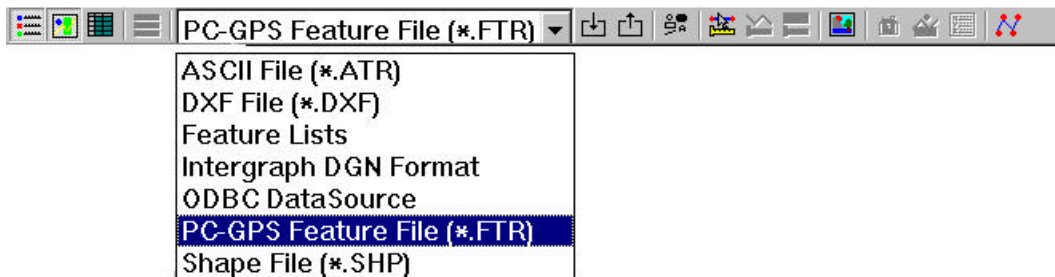 PC-GPS Feature File (*.FTR)
ASCII File (*.ATR)
DXF File (*.DXF)
Feature Lists
Intergraph DGN Format
ODBC DataSource
PC-GPS Feature File (*.FTR)
Shape File (*.SHP)